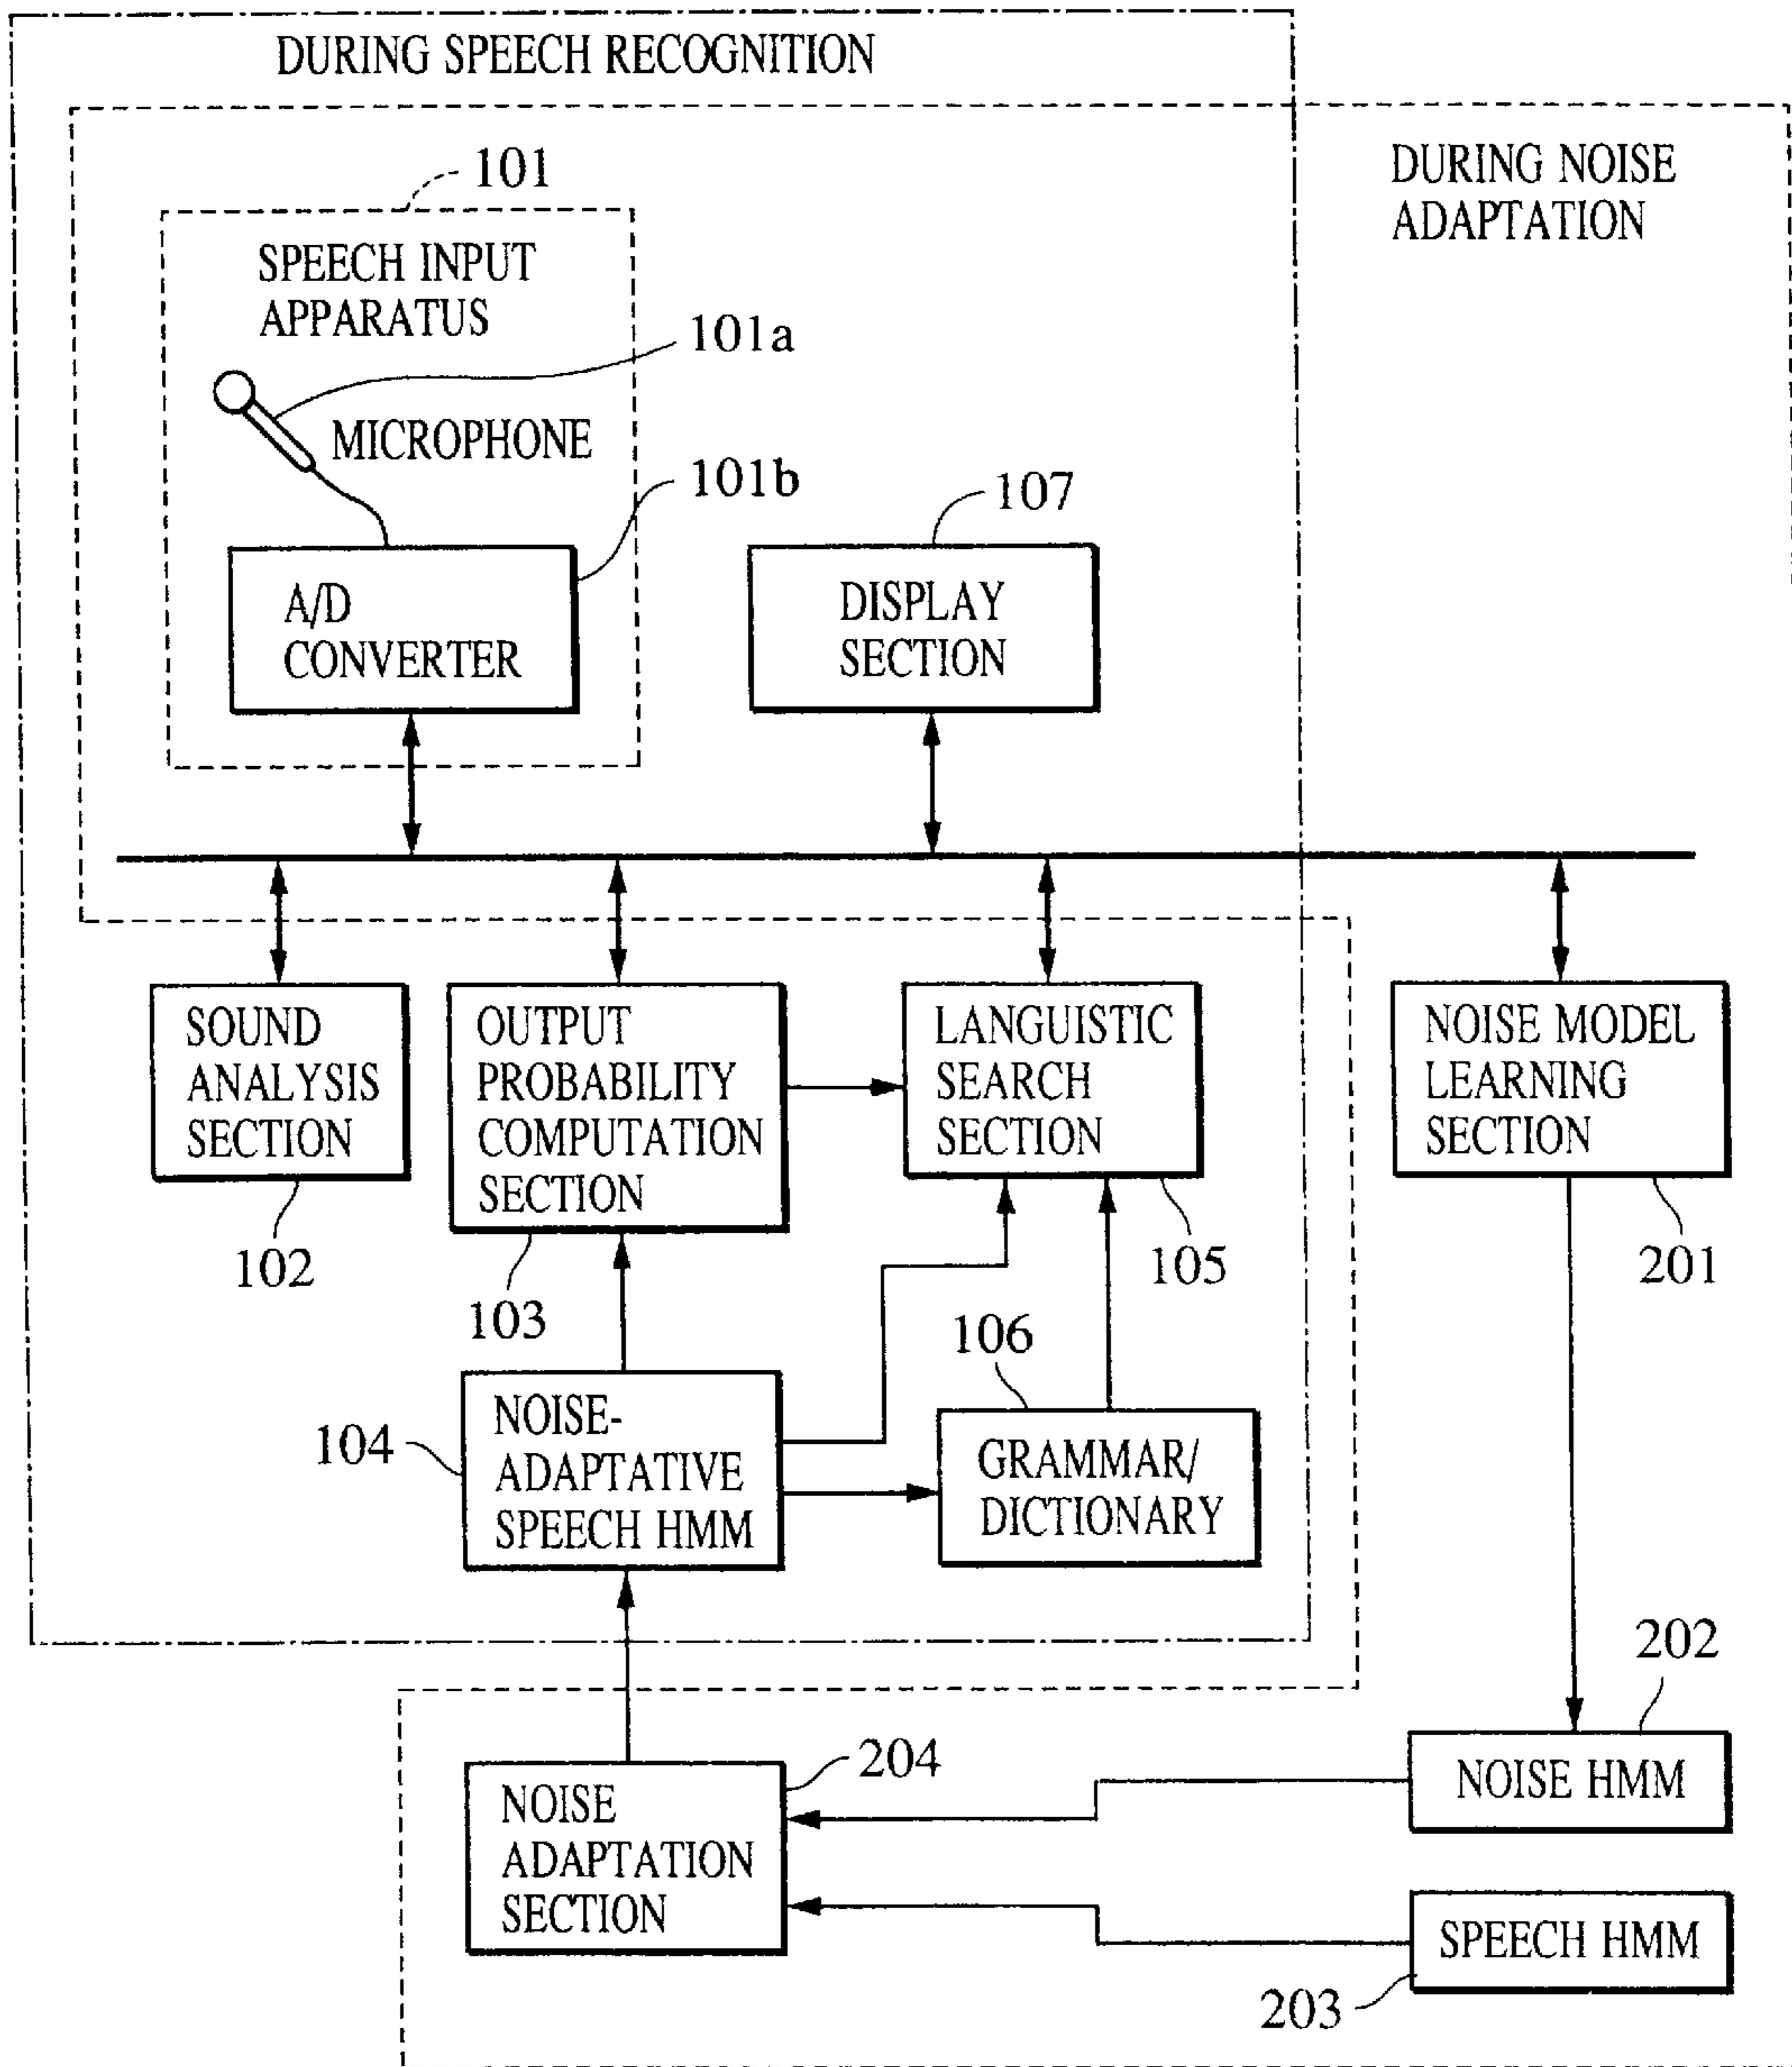 DURING SPEECH RECOGNITION
DURING NOISE
ADAPTATION
101
SPEECH INPUT
APPARATUS
101a
MICROPHONE
101b
107
A/D
CONVERTER
DISPLAY
SECTION
SOUND
ANALYSIS
SECTION
102
OUTPUT
PROBABILITY
COMPUTATION
SECTION
103
LANGUISTIC
SEARCH
SECTION
105
NOISE MODEL
LEARNING
SECTION
201
104
NOISE-
ADAPTATIVE
SPEECH HMM
106
GRAMMAR/
DICTIONARY
202
NOISE HMM
204
NOISE
ADAPTATION
SECTION
SPEECH HMM
203